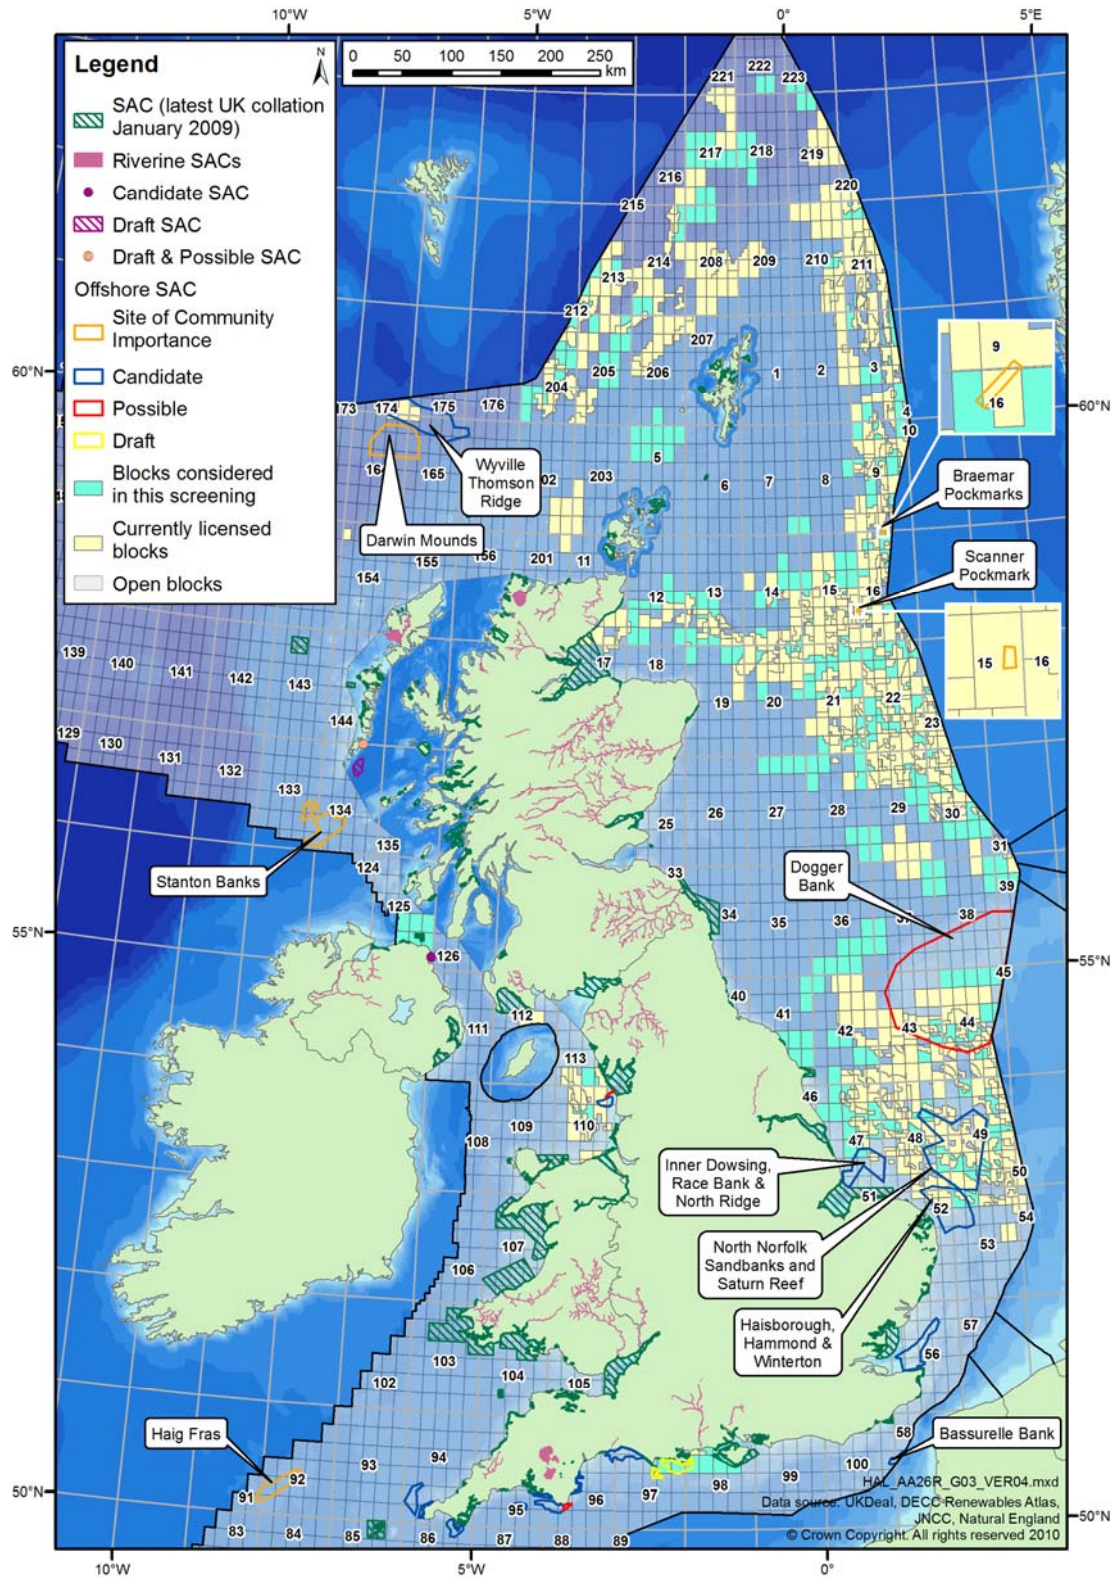 10°W 5°W 0° 5°E
Legend
N
0 50 100 150 200 250
km
SAC (latest UK collation
January 2009)
Riverine SACs
Candidate SAC
Draft SAC
Draft & Possible SAC
Offshore SAC
Site of Community
Importance
Candidate
Possible
Draft
Blocks considered
in this screening
Currently licensed
blocks
Open blocks
222
221 223
217 218 219
216
215 220
214 208 209 210 211
213
212
207
60°N
205 206 1 2 3
204
9
16
173 174 175 176
4
10
60°N
164 165
Wyville
Thomson
Ridge
5
203
6 7 8 9
Braemar
Pockmarks
Darwin Mounds
154 155 156 201 11
Scanner
Pockmark
12 13 14 15 16
15 16
139 140 141 142 143
17 18
144
19 20 21 22 23
129 130 131 132
133 134
25 26 27 28 29 30
135
31
Stanton Banks
124
Dogger
Bank
33
39
125
34 35 36 38
55°N
126
55°N
40 41 45
111 112
42 43 44
113
46
108 109 110
47 48 49
Inner Dowsing,
Race Bank &
North Ridge
50
51 52
54
53
107
106
North Norfolk
Sandbanks and
Saturn Reef
Haisborough,
Hammond &
Winterton
57
56
103
102 104 105
Haig Fras
58
Bassurelle Bank
94
93
100
92 99
50°N
91 98
97
96
95
HAL_AA26R_G03_VER04.mxd
Data source: UKDeal, DECC Renewables Atlas,
JNCC, Natural England
© Crown Copyright. All rights reserved 2010
83 84 85 86 87 88 89
50°N
10°W 5°W 0°